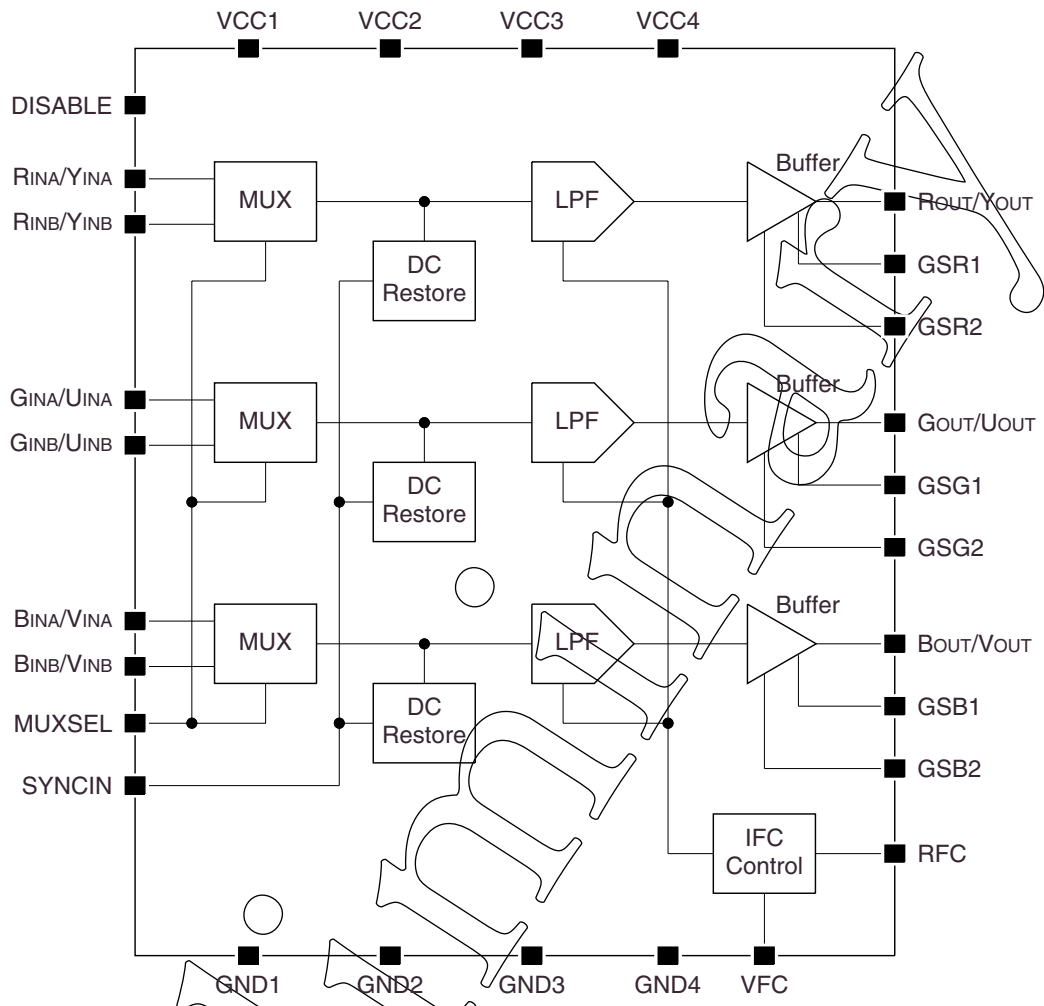 VCC1 VCC2 VCC3 VCC4
DISABLE
RINA/YINA
RINB/YINB
MUX
LPF
Buffer
ROUT/YOUT
DC
Restore
GSR1
GSR2
GINA/UINA
GINB/UINB
MUX
LPF
Buffer
GOUT/UOUT
DC
Restore
GSG1
GSG2
BINA/VINA
BINB/VINB
MUX
LPF
Buffer
BOUT/VOUT
MUXSEL
DC
Restore
GSB1
SYNCIN
GSB2
IFC
Control
RFC
GND1 GND2 GND3 GND4 VFC